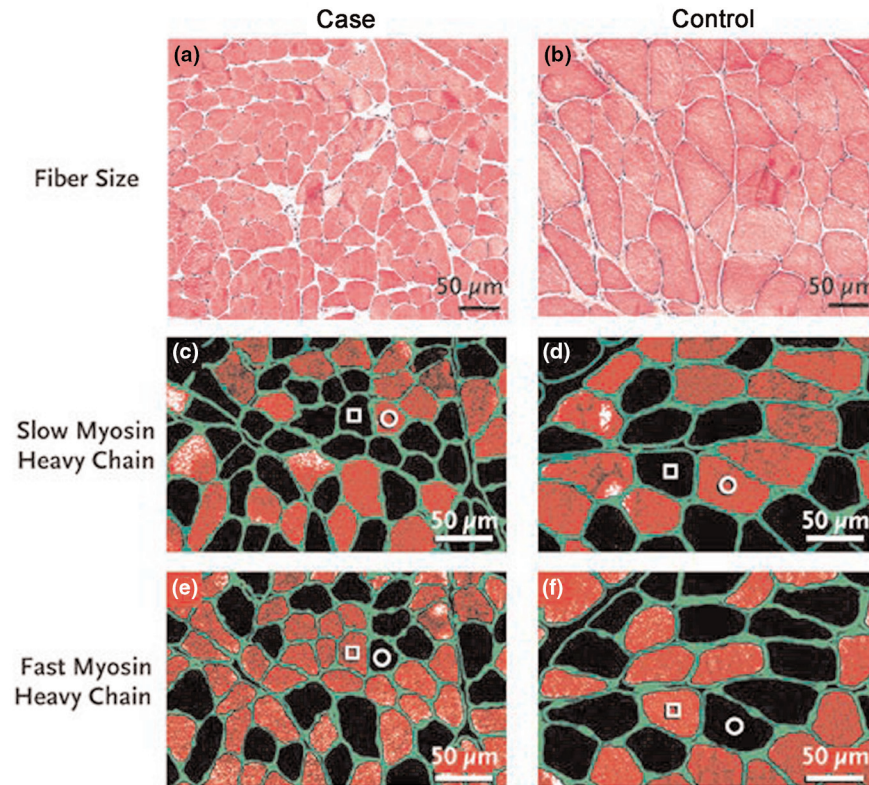 Case
Control
(a)
(b)
Fiber Size
50 µm
50 µm
(c)
(d)
Slow Myosin
Heavy Chain
50 µm
50 µm
(e)
(f)
Fast Myosin
Heavy Chain
50 µm
50 µm